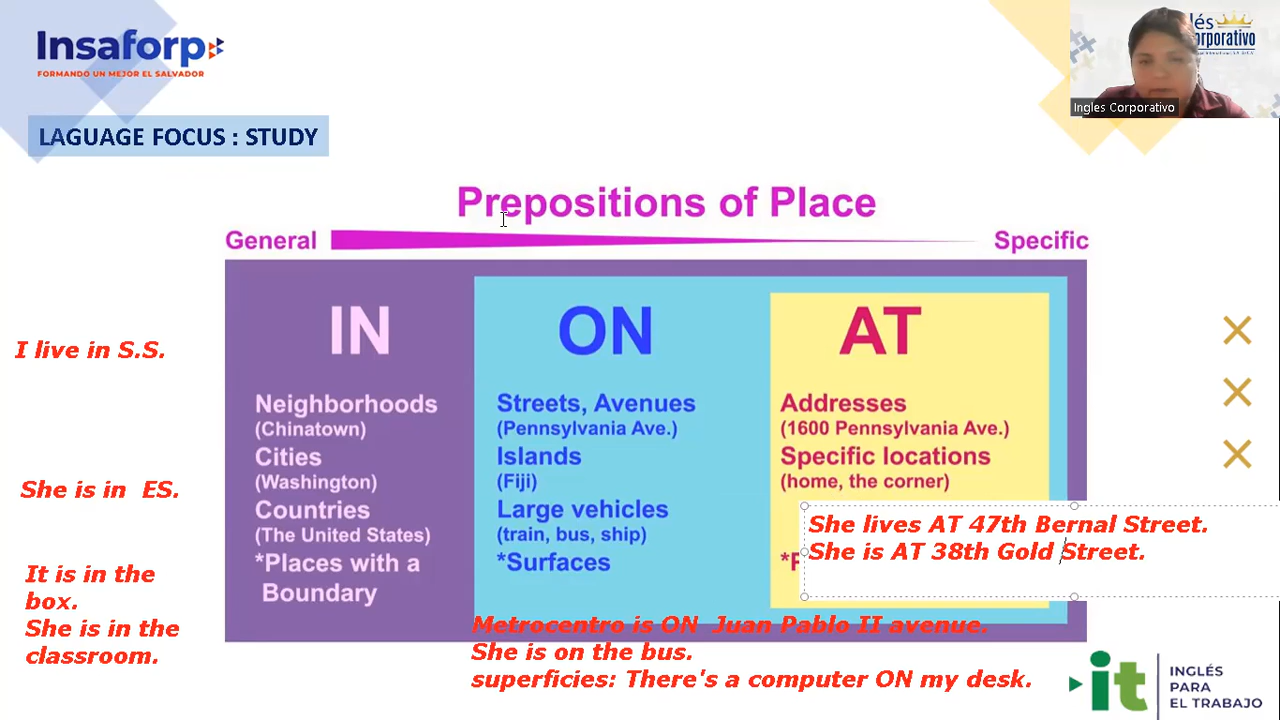 Insaforp
FORMANDO UN MEJOR EL SALVADOR
Ingles Corporativo
LAGUAGE FOCUS : STUDY
Prepositions of Place
General
Specific
IN
Neighborhoods
(Chinatown)
Cities
(Washington)
Countries
(The United States)
*Places with a
Boundary
ON
Streets, Avenues
(Pennsylvania Ave.)
Islands
(Fiji)
Large vehicles
(train, bus, ship)
*Surfaces
AT
Addresses
(1600 Pennsylvania Ave.)
Specific locations
(home, the corner)
I live in S.S.
She is in ES.
It is in the
box.
She is in the
classroom.
She lives AT 47th Bernal Street.
She is AT 38th Gold Street.
Metrocentro is ON Juan Pablo II avenue.
She is on the bus.
superficies: There's a computer ON my desk.
it
INGLÉS
PARA
EL TRABAJO